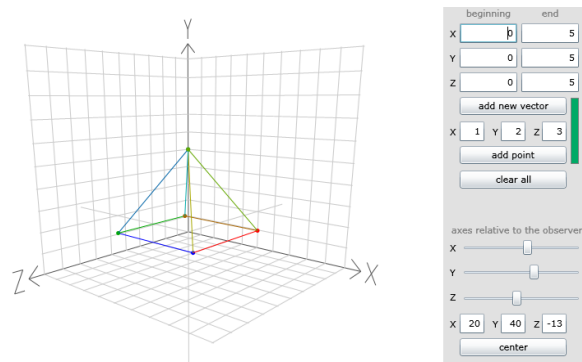 Y
Z
X
beginning end
X 0 5
Y 0 5
Z 0 5
add new vector
X 1 Y 2 Z 3
add point
clear all
axes relative to the observer
X
Y
Z
X 20 Y 40 Z -13
center